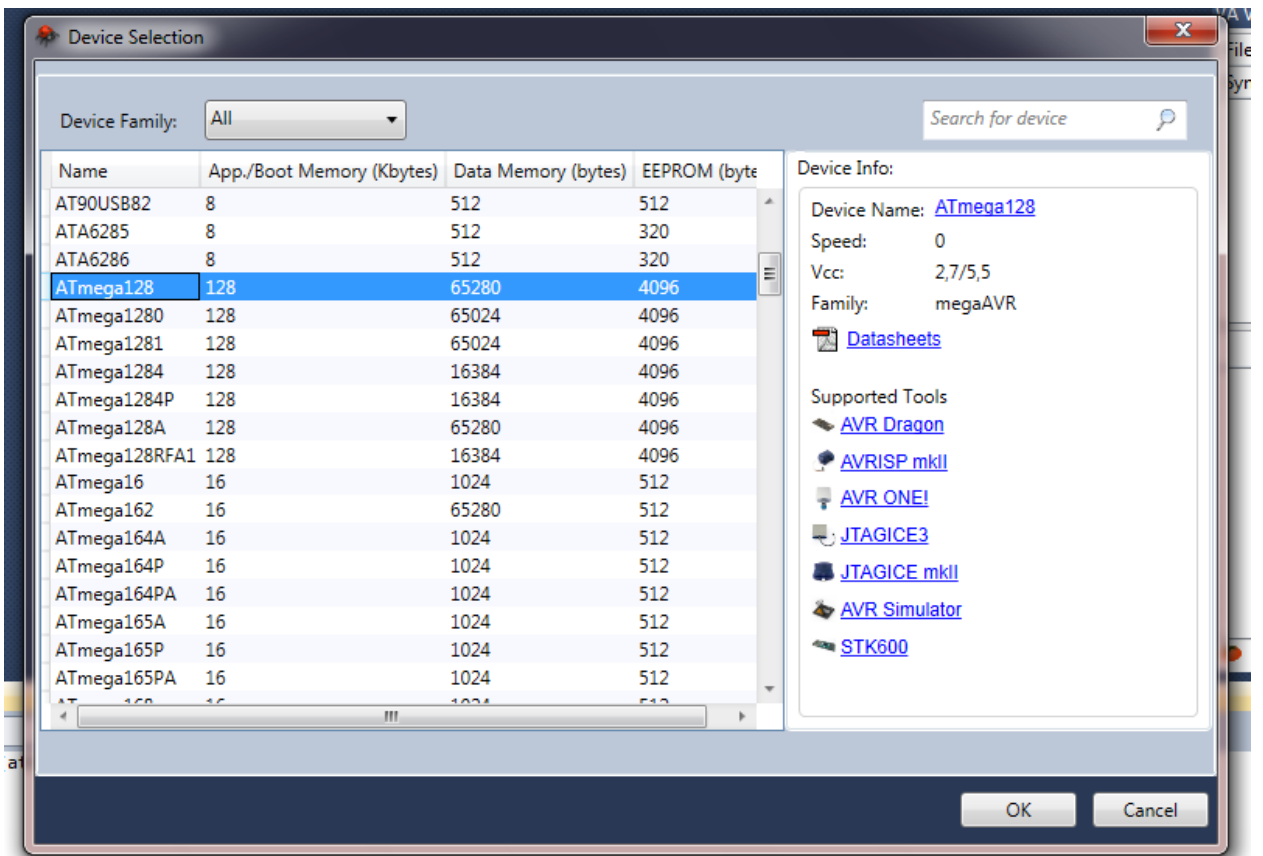 Device Selection
VA V
File
Device Family: All
Search for device
Syn
Name App./Boot Memory (Kbytes) Data Memory (bytes) EEPROM (byte
AT90USB82 8 512 512
ATA6285 8 512 320
ATA6286 8 512 320
ATmega128 128 65280 4096
ATmega1280 128 65024 4096
ATmega1281 128 65024 4096
ATmega1284 128 16384 4096
ATmega1284P 128 16384 4096
ATmega128A 128 65280 4096
ATmega128RFA1 128 16384 4096
ATmega16 16 1024 512
ATmega162 16 65280 512
ATmega164A 16 1024 512
ATmega164P 16 1024 512
ATmega164PA 16 1024 512
ATmega165A 16 1024 512
ATmega165P 16 1024 512
ATmega165PA 16 1024 512
Device Info:
Device Name: ATmega128
Speed: 0
Vcc: 2,7/5,5
Family: megaAVR
Datasheets
Supported Tools
AVR Dragon
AVRISP mkII
AVR ONE!
JTAGICE3
JTAGICE mkII
AVR Simulator
STK600
at
OK Cancel